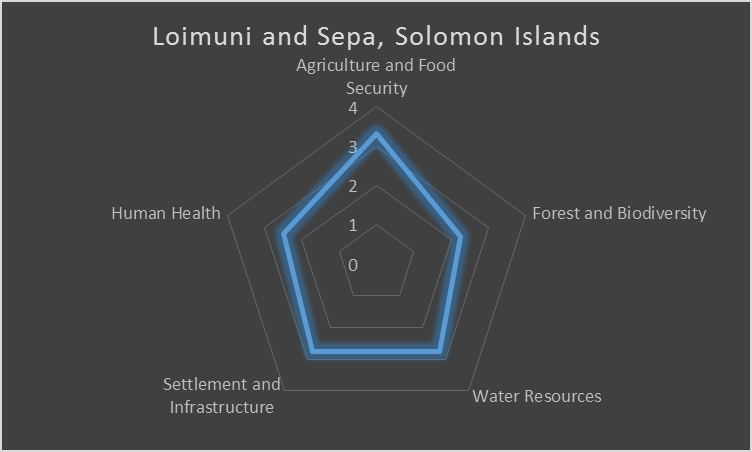 Loimuni and Sepa, Solomon Islands
Agriculture and Food
Security
4
3
2
1
0
Human Health
Forest and Biodiversity
Settlement and
Infrastructure
Water Resources